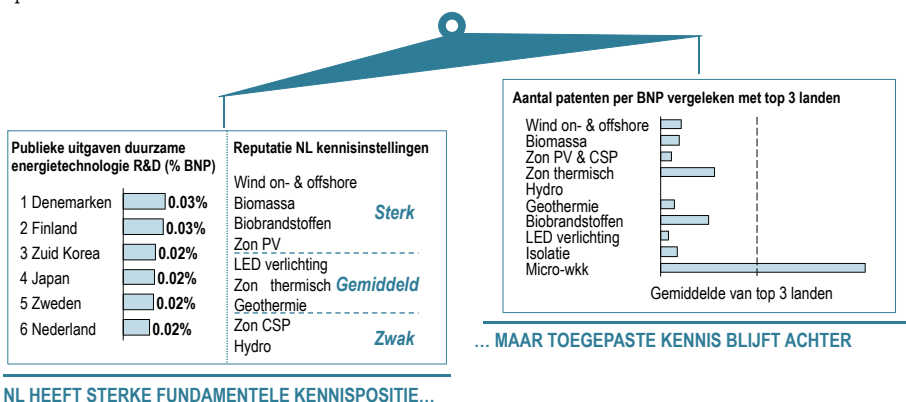 Publieke uitgaven duurzame
energietechnologie R&D (% BNP)
1 Denemarken 0.03%
2 Finland 0.03%
3 Zuid Korea 0.02%
4 Japan 0.02%
5 Zweden 0.02%
6 Nederland 0.02%
Reputatie NL kennisinstellingen
Wind on- & offshore
Biomassa
Biobrandstoffen
Zon PV
Sterk
LED verlichting
Zon thermisch
Geothermie
Gemiddeld
Zon CSP
Hydro
Zwak
NL HEEFT STERKE FUNDAMENTELE KENNISPOSITIE…
Aantal patenten per BNP vergeleken met top 3 landen
Wind on- & offshore
Biomassa
Zon PV & CSP
Zon thermisch
Hydro
Geothermie
Biobrandstoffen
LED verlichting
Isolatie
Micro-wkk
Gemiddelde van top 3 landen
… MAAR TOEGEPASTE KENNIS BLIJFT ACHTER